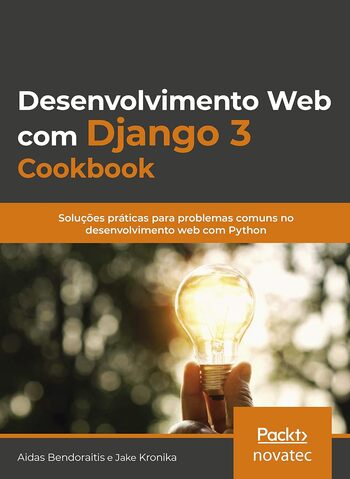 Desenvolvimento Web
com Django 3
Cookbook
Soluções práticas para problemas comuns no
desenvolvimento web com Python
Packt>
novatec
Aidas Bendoraitis e Jake Kronika